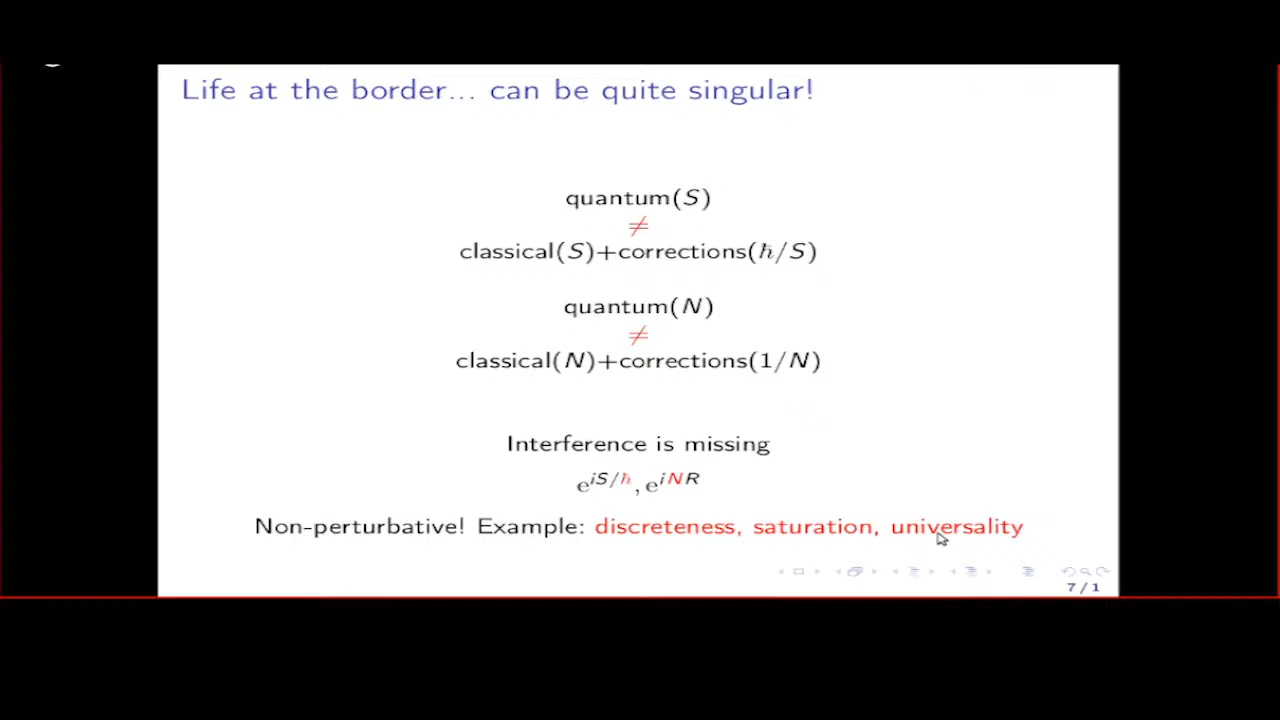 Life at the border... can be quite singular!
quantum(S)
≠
classical(S)+corrections(ℏ/S)
quantum(N)
≠
classical(N)+corrections(1/N)
Interference is missing
e^{iS/ℏ}, e^{iNR}
Non-perturbative! Example: discreteness, saturation, universality
7 / 1